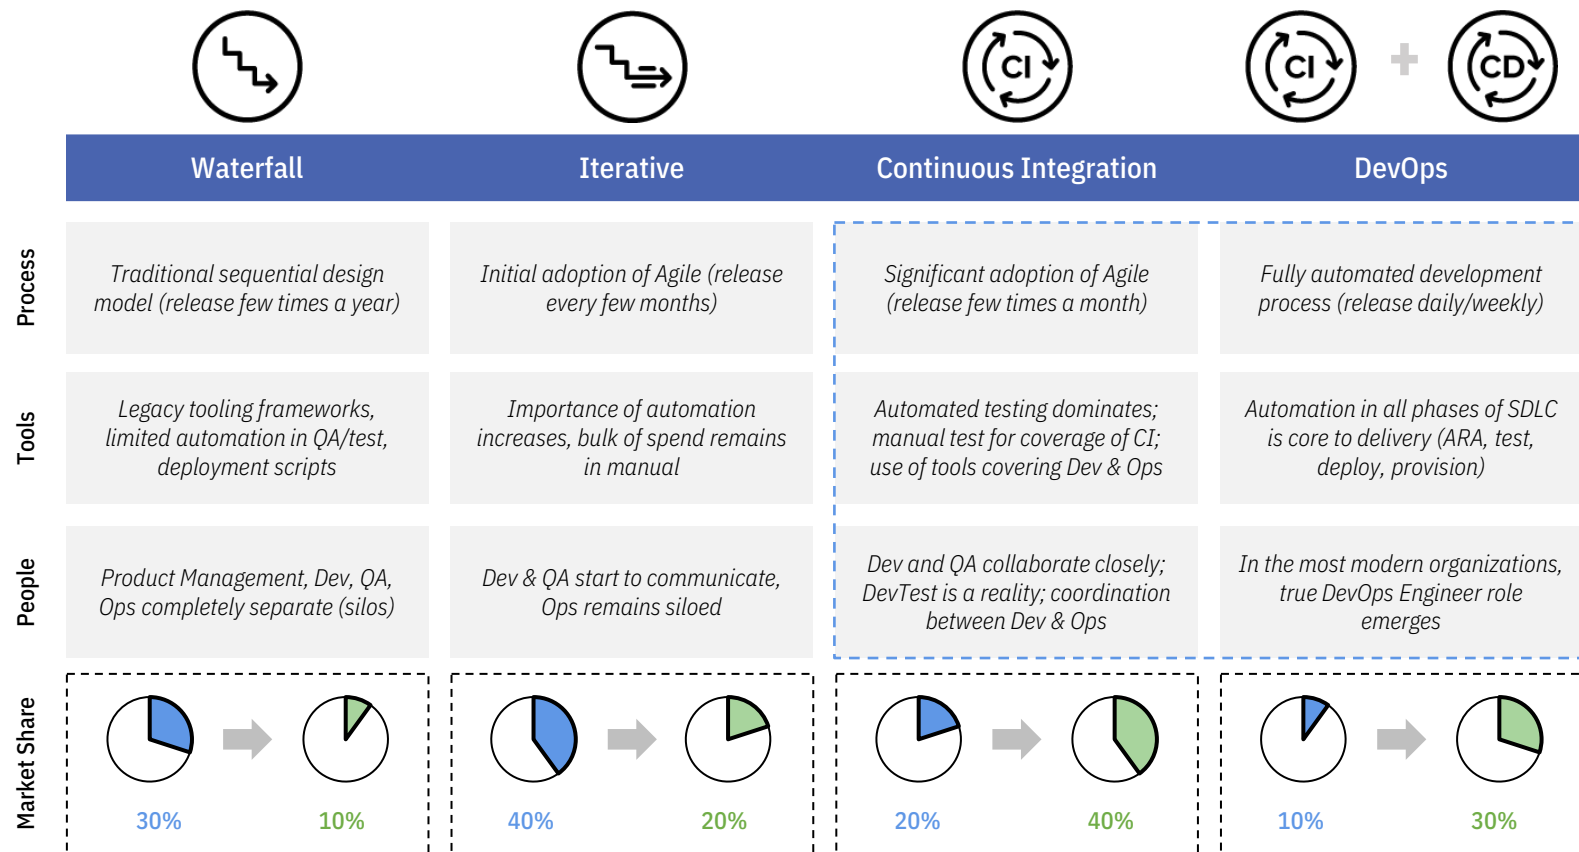 CI
CI
CD
Waterfall
Iterative
Continuous Integration
DevOps
Process
Traditional sequential design
model (release few times a year)
Initial adoption of Agile (release
every few months)
Significant adoption of Agile
(release few times a month)
Fully automated development
process (release daily/weekly)
Tools
Legacy tooling frameworks,
limited automation in QA/test,
deployment scripts
Importance of automation
increases, bulk of spend remains
in manual
Automated testing dominates;
manual test for coverage of CI;
use of tools covering Dev & Ops
Automation in all phases of SDLC
is core to delivery (ARA, test,
deploy, provision)
People
Product Management, Dev, QA,
Ops completely separate (silos)
Dev & QA start to communicate,
Ops remains siloed
Dev and QA collaborate closely;
DevTest is a reality; coordination
between Dev & Ops
In the most modern organizations,
true DevOps Engineer role
emerges
Market Share
30%
10%
40%
20%
20%
40%
10%
30%